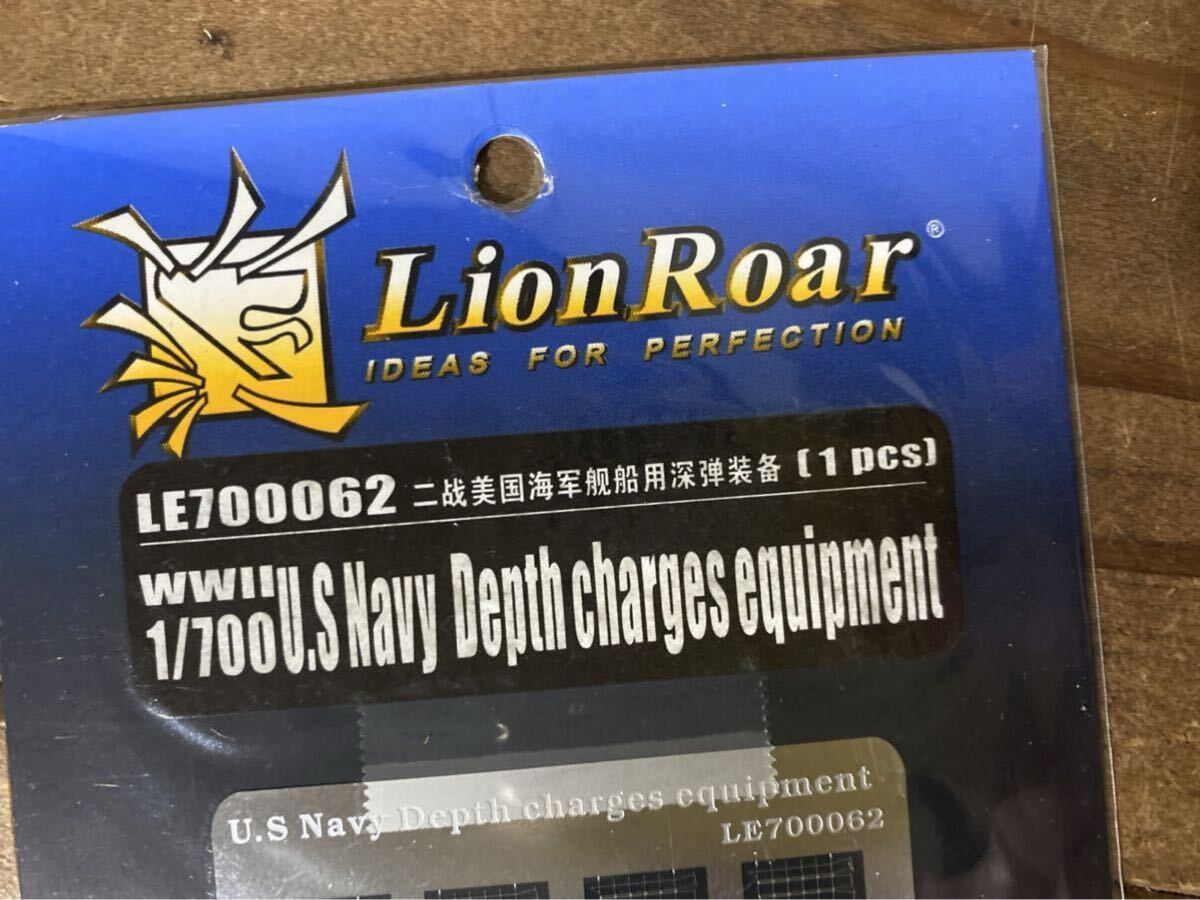 LionRoar®
IDEAS FOR PERFECTION
LE700062 二战美国海军舰船用深弹装备 (1 pcs)
WWII
1/700 U.S Navy Depth charges equipment
U.S Navy Depth charges equipment
LE700062